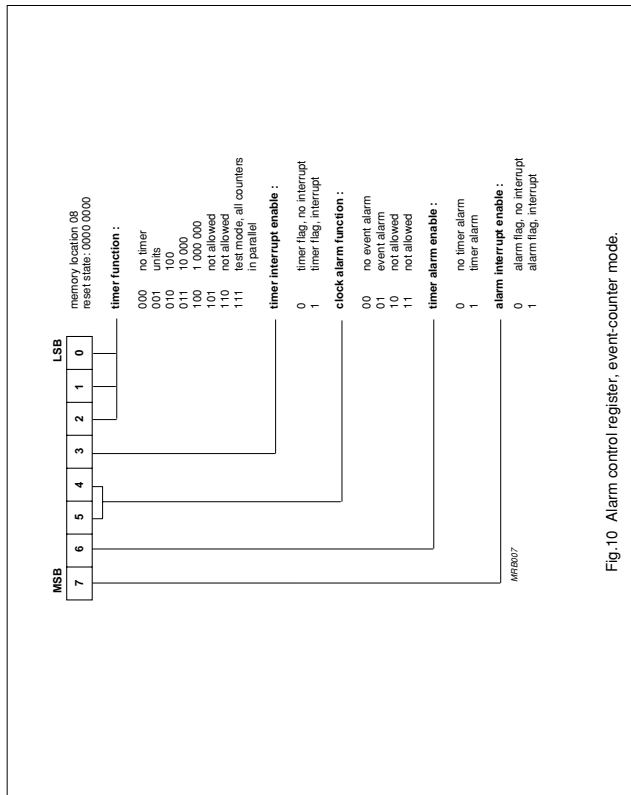 MSB LSB
7 6 5 4 3 2 1 0
memory location 08
reset state: 0000 0000
timer function :
000 no timer
001 units
010 100
011 10 000
100 1 000 000
101 not allowed
110 not allowed
111 test mode, all counters
in parallel
timer interrupt enable :
0 timer flag, no interrupt
1 timer flag, interrupt
clock alarm function :
00 no event alarm
01 event alarm
10 not allowed
11 not allowed
timer alarm enable :
0 no timer alarm
1 timer alarm
alarm interrupt enable :
0 alarm flag, no interrupt
1 alarm flag, interrupt
MRB007
Fig.10 Alarm control register, event-counter mode.